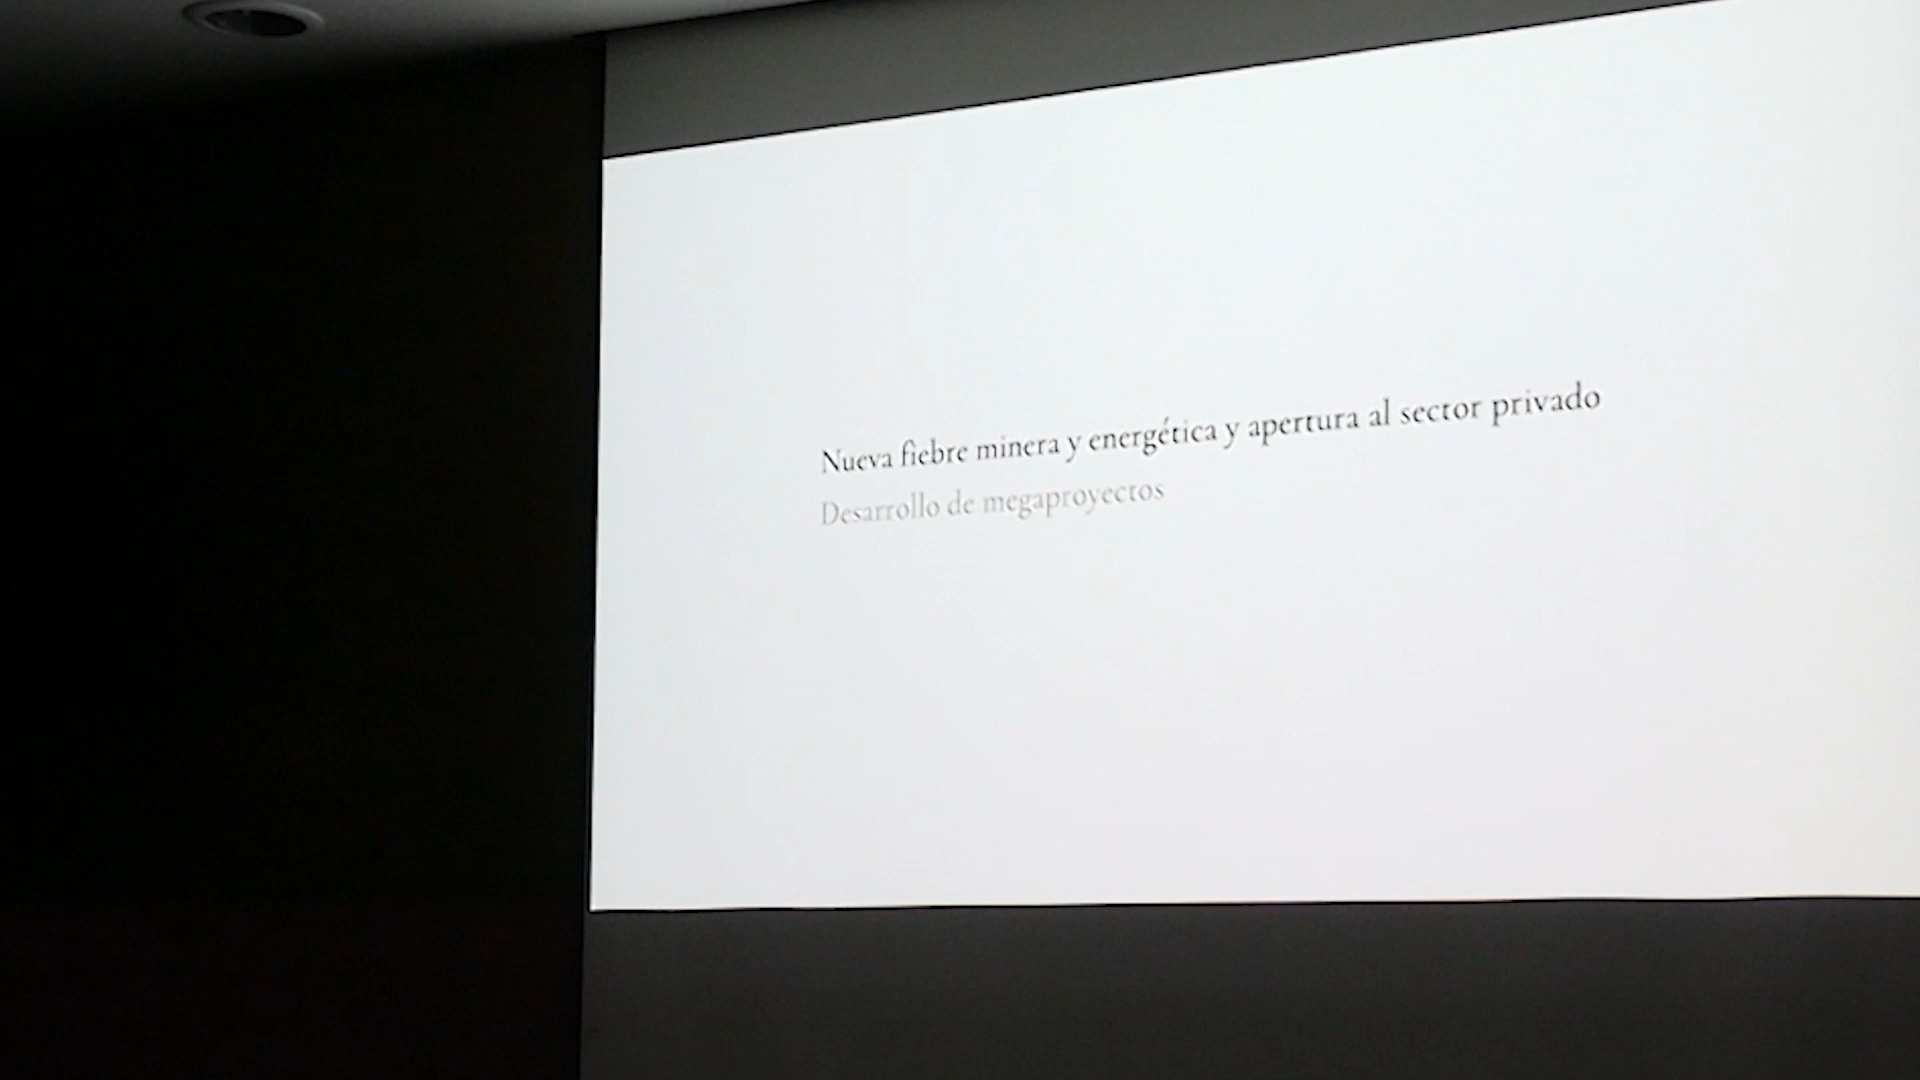 Nueva fiebre minera y energética y apertura al sector privado
Desarrollo de megaproyectos